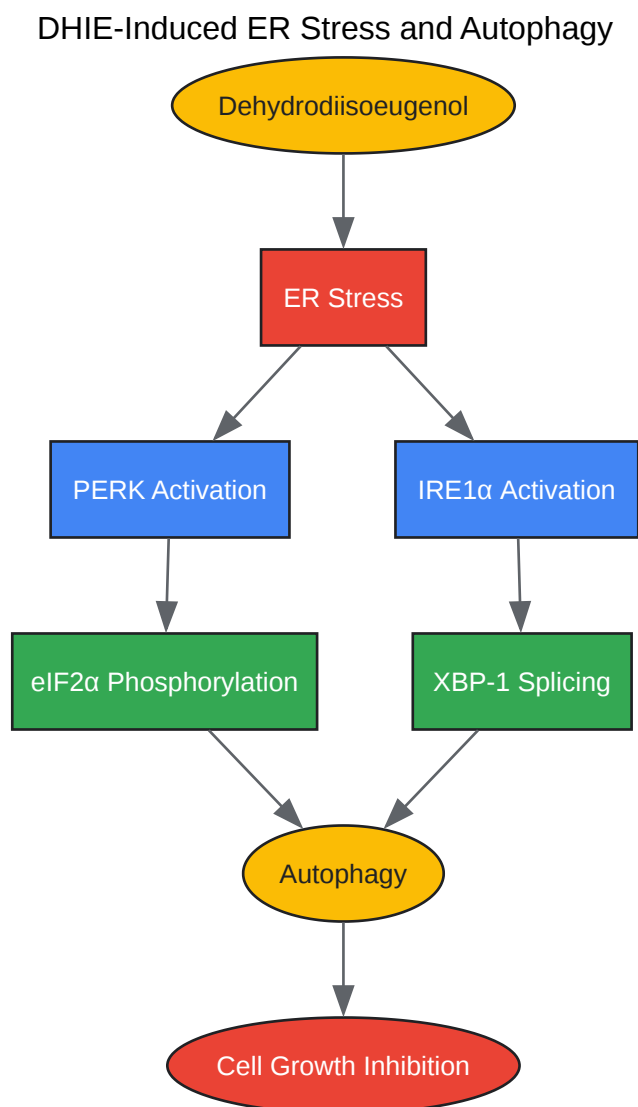 DHIE-Induced ER Stress and Autophagy
Dehydrodiisoeugenol
ER Stress
PERK Activation
IRE1α Activation
eIF2α Phosphorylation
XBP-1 Splicing
Autophagy
Cell Growth Inhibition